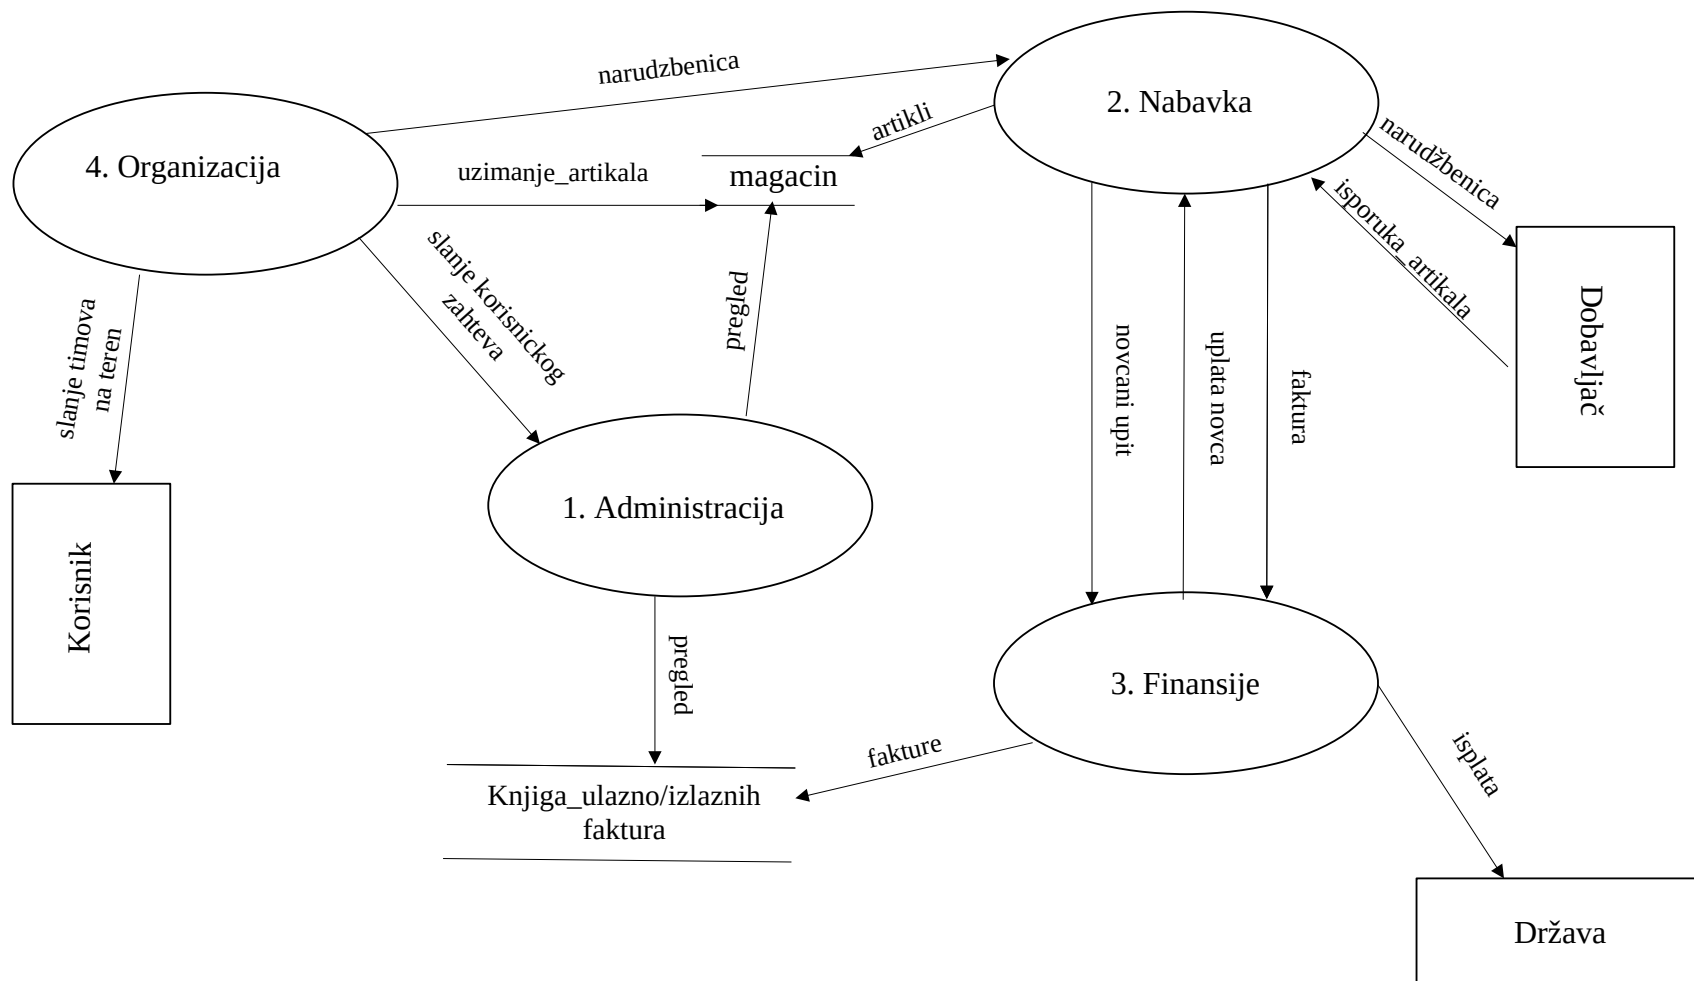 narudzbenica
2. Nabavka
artikli
narudžbenica
4. Organizacija
uzimanje_artikala
magacin
isporuka_artikala
slanje korisnickog
zahteva
pregled
slanje timova
na teren
novcani upit
uplata novca
faktura
Dobavljač
1. Administracija
Korisnik
pregled
3. Finansije
fakture
isplata
Knjiga_ulazno/izlaznih
faktura
Država